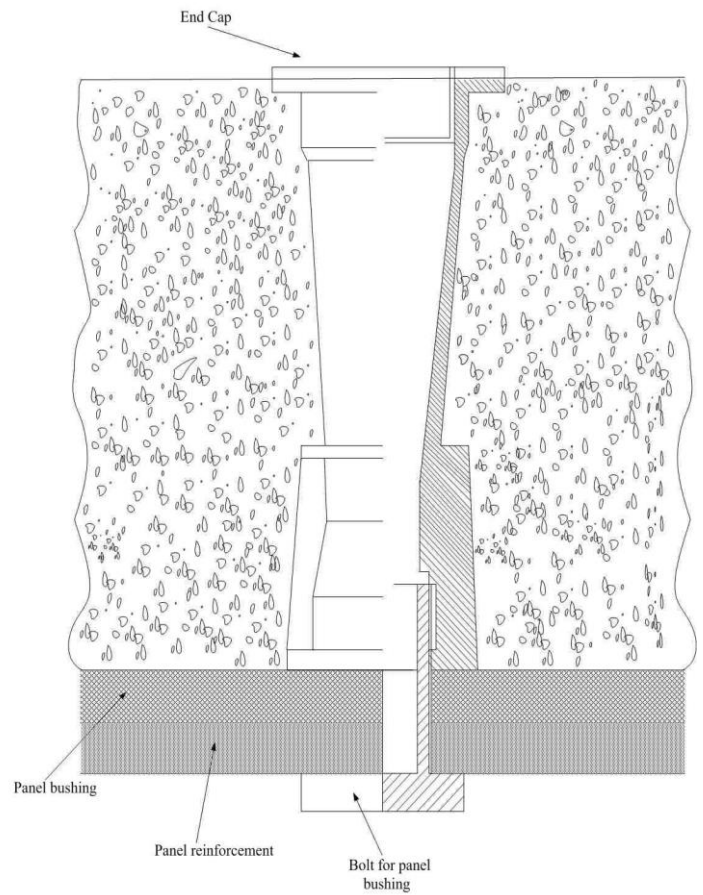 End Cap
Panel bushing
Panel reinforcement
Bolt for panel
bushing